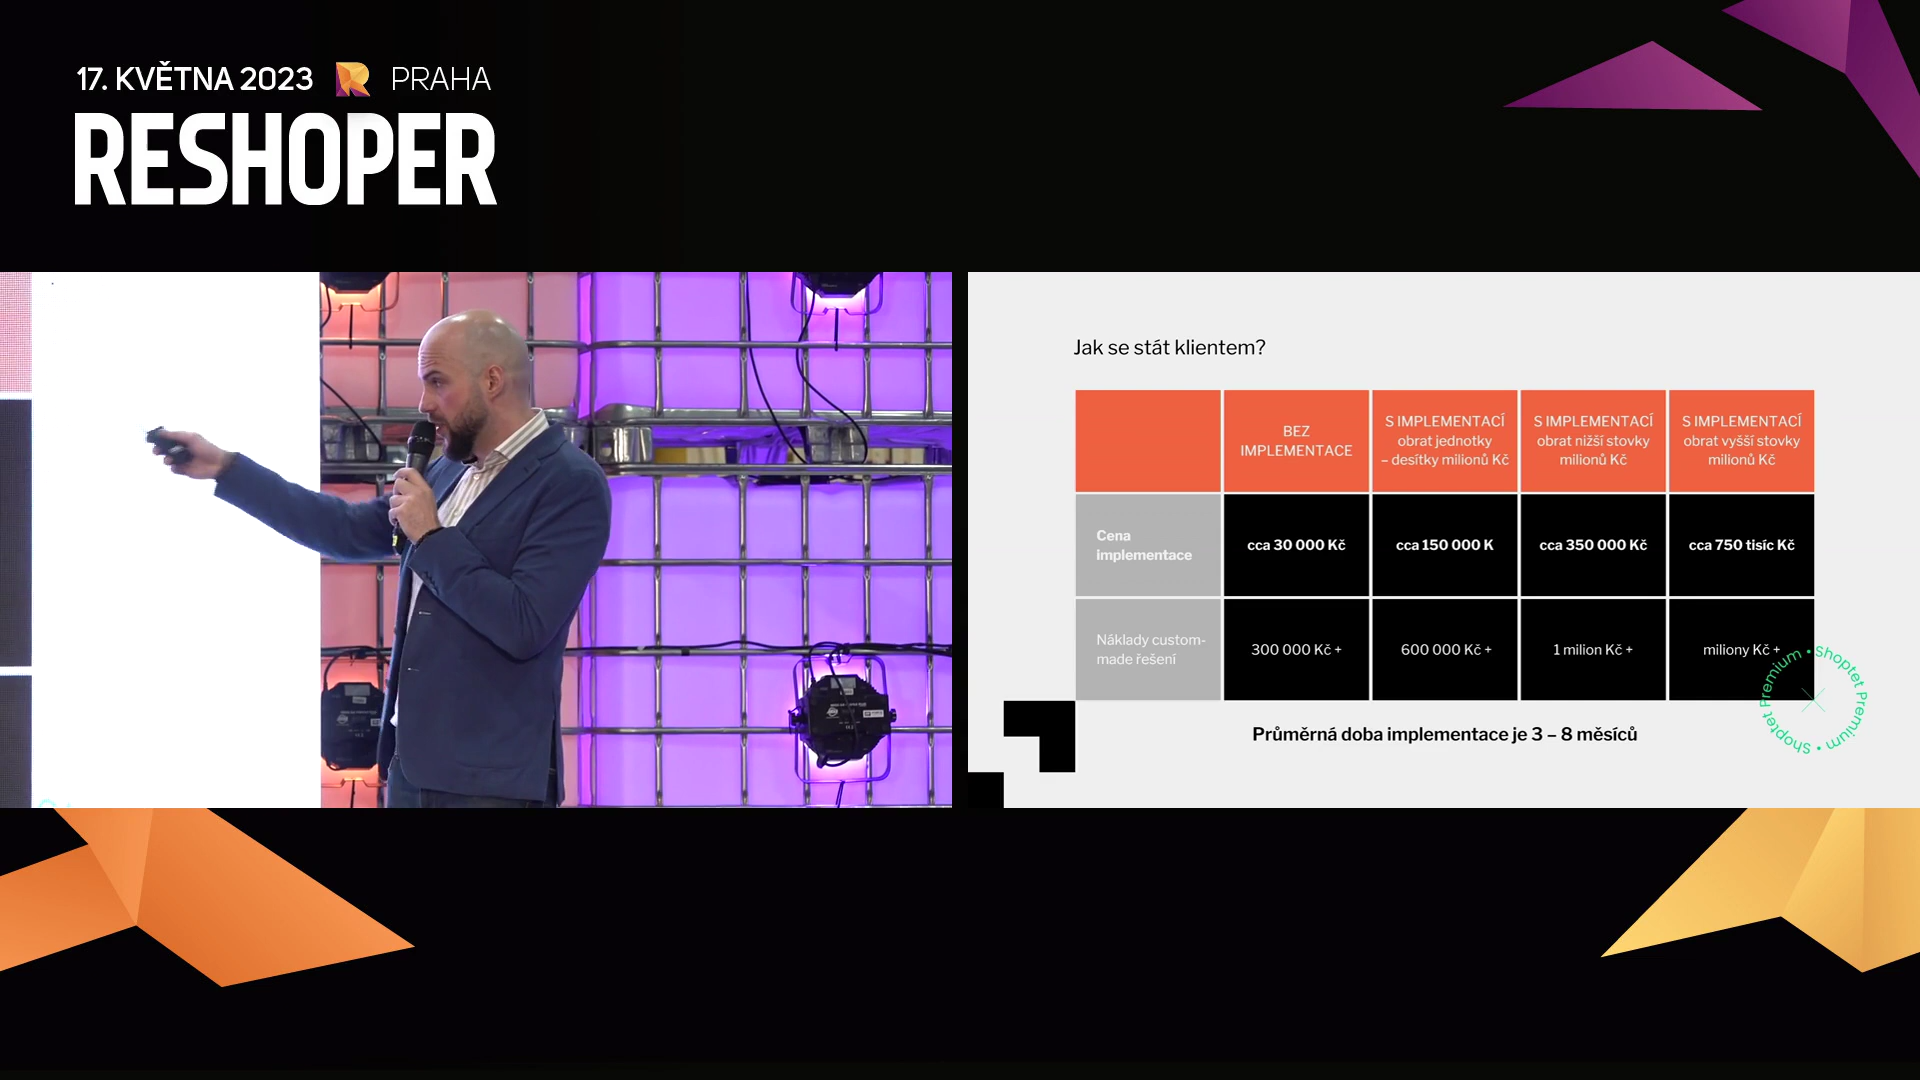 17. KVĚTNA 2023 PRAHA
RESHOPER
Jak se stát klientem?
BEZ
IMPLEMENTACE
S IMPLEMENTACÍ
obrat jednotky
– desítky milionů Kč
S IMPLEMENTACÍ
obrat nižší stovky
milionů Kč
S IMPLEMENTACÍ
obrat vyšší stovky
milionů Kč
Cena
implementace
cca 30 000 Kč
cca 150 000 K
cca 350 000 Kč
cca 750 tisíc Kč
Náklady custom-
made řešení
300 000 Kč +
600 000 Kč +
1 milion Kč +
miliony Kč +
Průměrná doba implementace je 3 – 8 měsíců
Shoptet Premium • Shoptet Premium •